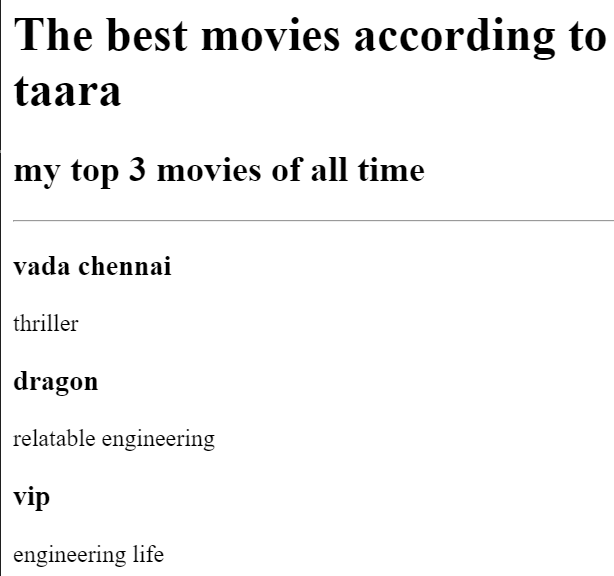 The best movies according to
taara
my top 3 movies of all time
vada chennai
thriller
dragon
relatable engineering
vip
engineering life